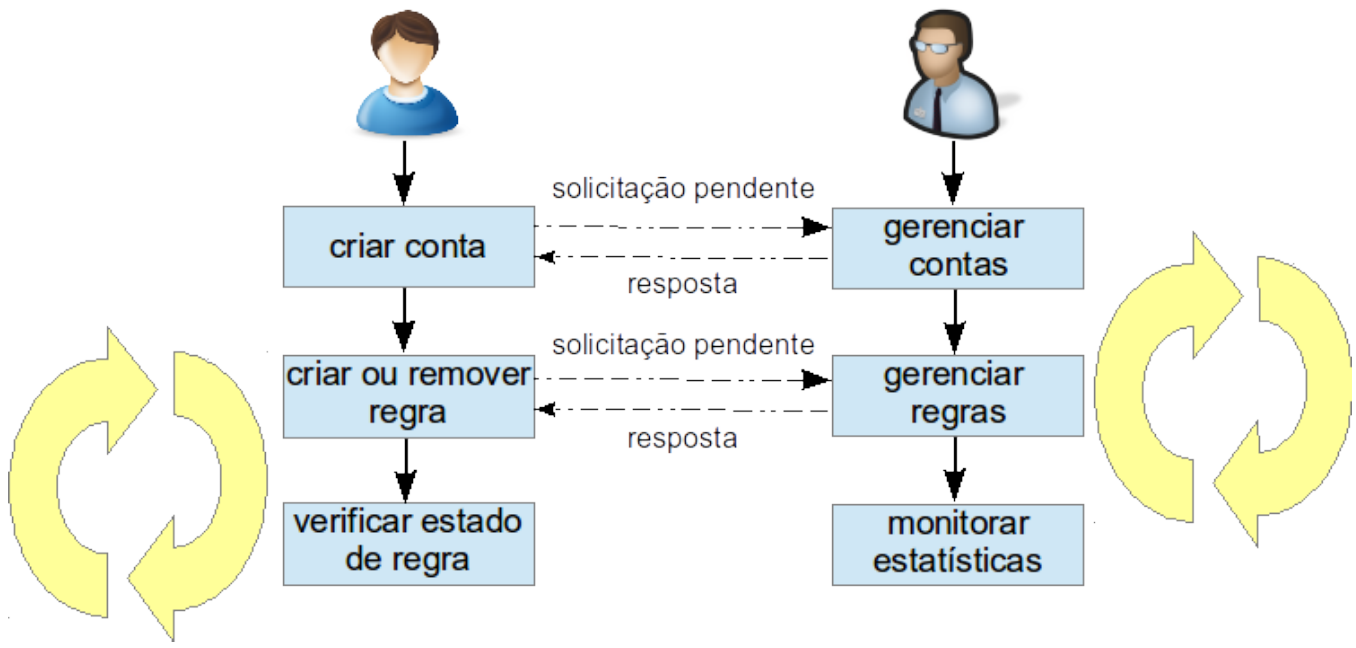 solicitação pendente
criar conta
gerenciar
contas
resposta
solicitação pendente
criar ou remover
regra
gerenciar
regras
resposta
verificar estado
de regra
monitorar
estatísticas